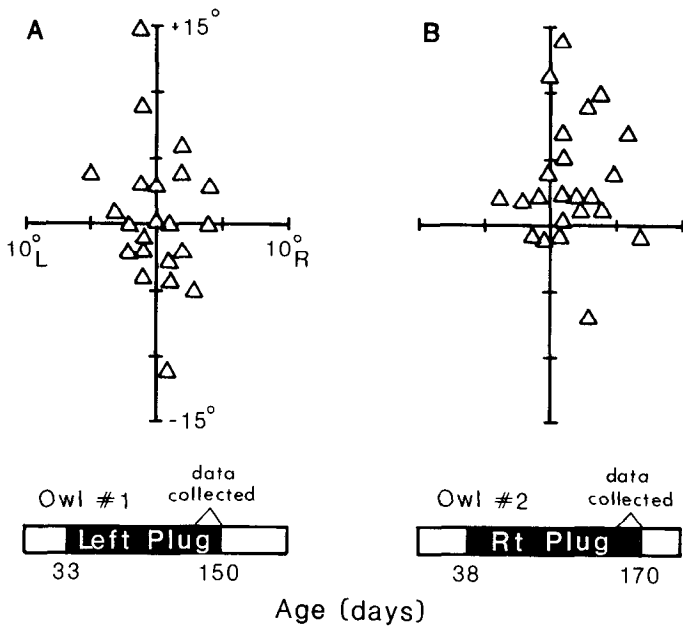 A
+15°
B
10°L
10°R
-15°
data
collected
Owl #1
Left Plug
33
150
data
collected
Owl #2
Rt Plug
38
170
Age (days)